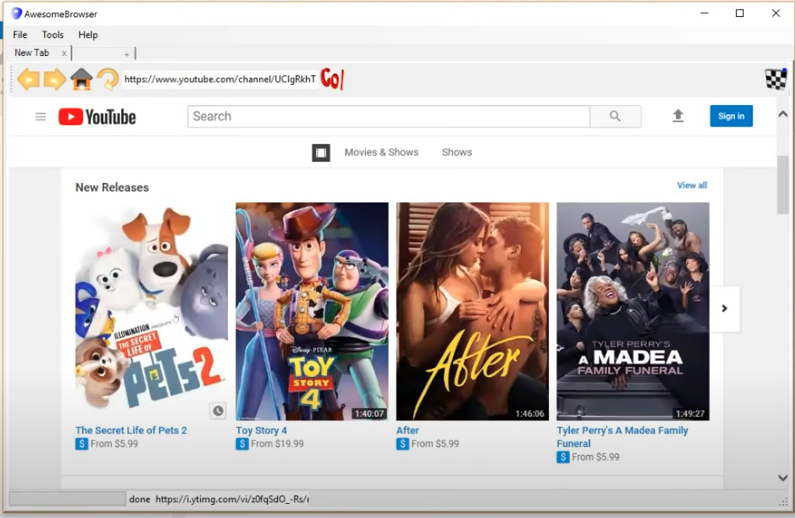 AwesomeBrowser
File Tools Help
New Tab x +
https://www.youtube.com/channel/UCIgRkhT Go!
YouTube Search Sign in
Movies & Shows Shows
New Releases View all
ILLUMINATION PRESENTS
THE SECRET
LIFE OF
PETS 2
DISNEY · PIXAR
TOY
STORY
4
1:40:07
After
1:46:06
TYLER PERRY'S
A MADEA
FAMILY FUNERAL
1:49:27
The Secret Life of Pets 2
$ From $5.99
Toy Story 4
$ From $19.99
After
$ From $5.99
Tyler Perry's A Madea Family
Funeral
$ From $5.99
done https://i.ytimg.com/vi/z0fqSdO_-Rs/r